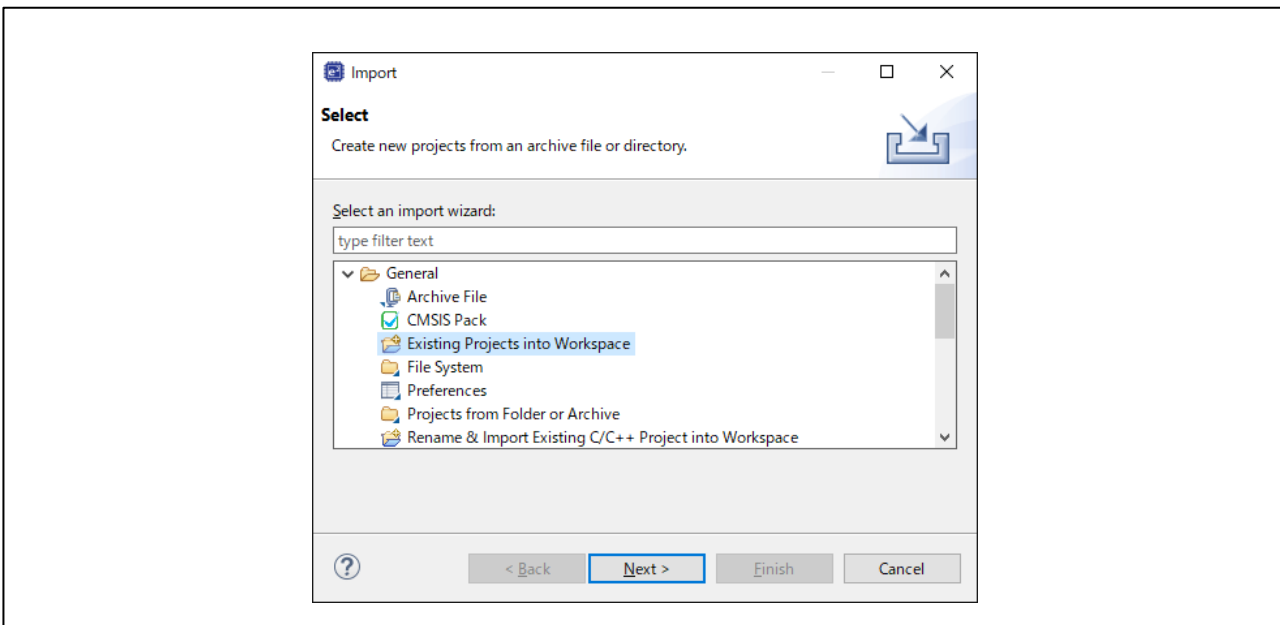 Import
Select
Create new projects from an archive file or directory.
Select an import wizard:
type filter text
General
Archive File
CMSIS Pack
Existing Projects into Workspace
File System
Preferences
Projects from Folder or Archive
Rename & Import Existing C/C++ Project into Workspace
< Back Next > Finish Cancel